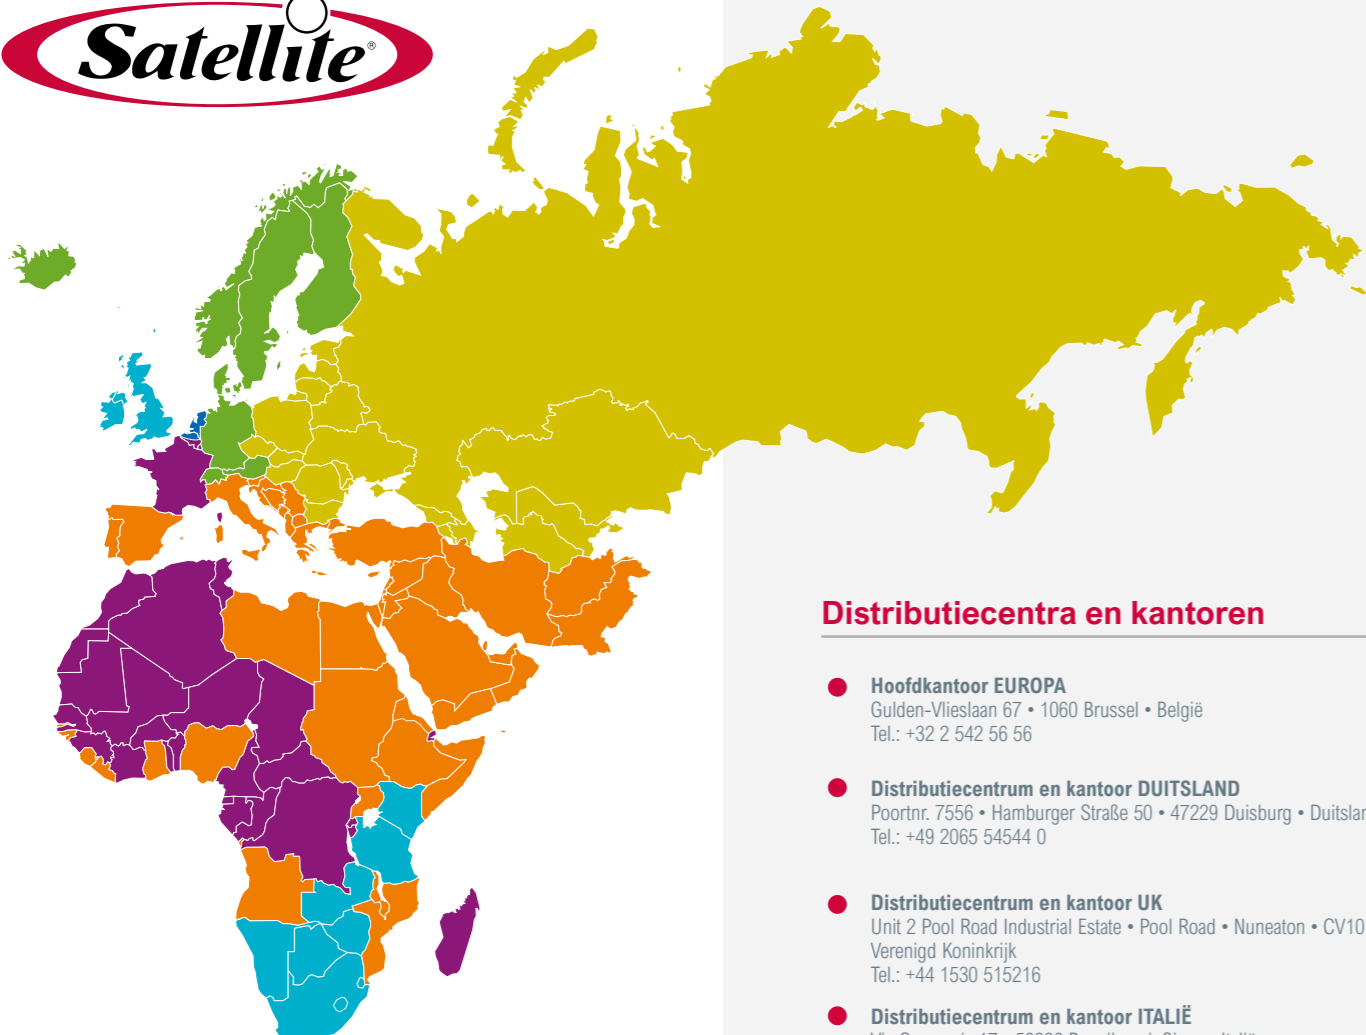 Satellite®
Distributiecentra en kantoren
Hoofdkantoor EUROPA
Gulden-Vlieslaan 67 • 1060 Brussel • België
Tel.: +32 2 542 56 56
Distributiecentrum en kantoor DUITSLAND
Poortnr. 7556 • Hamburger Straße 50 • 47229 Duisburg •
Tel.: +49 2065 54544 0
Distributiecentrum en kantoor UK
Unit 2 Pool Road Industrial Estate • Pool Road • Nuneaton • CV10
Verenigd Koninkrijk
Tel.: +44 1530 515216
Distributiecentrum en kantoor ITALIË